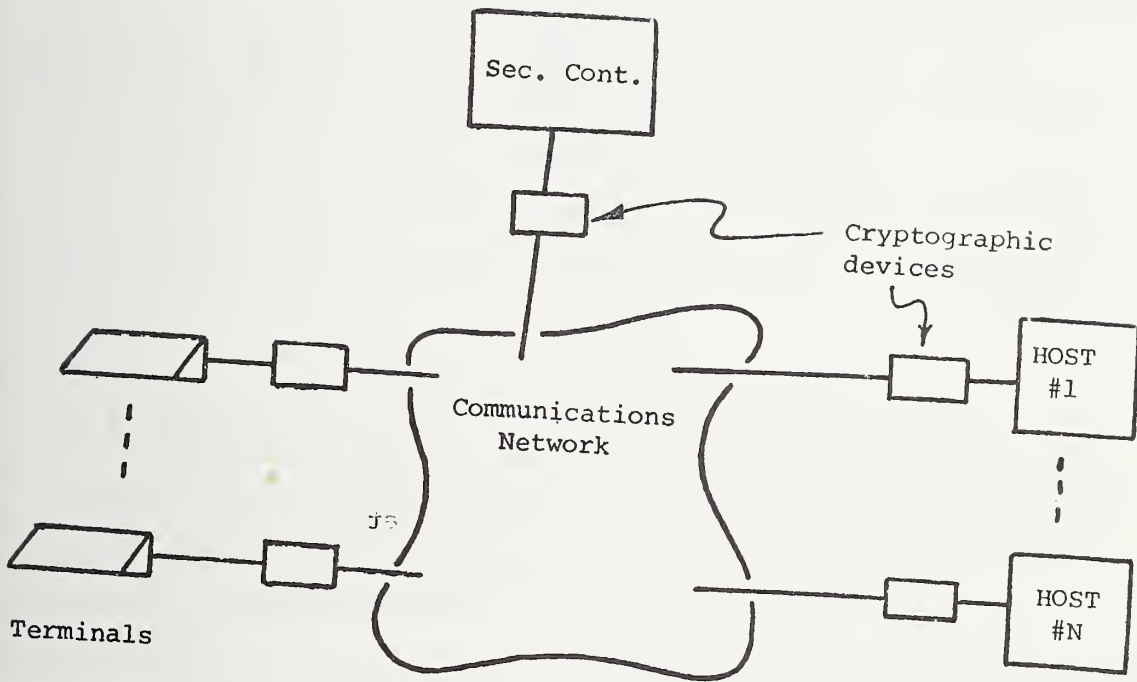 Sec. Cont.
Cryptographic
devices
HOST
#1
Communications
Network
HOST
#N
Terminals